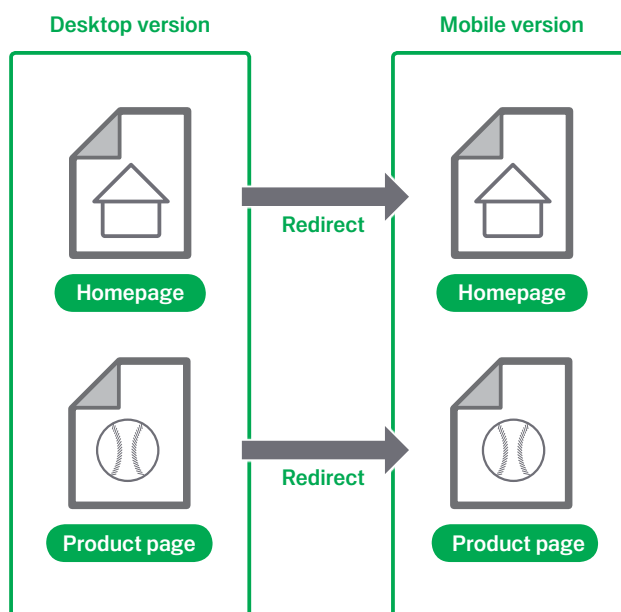 Desktop version
Mobile version
Redirect
Homepage
Homepage
Redirect
Product page
Product page